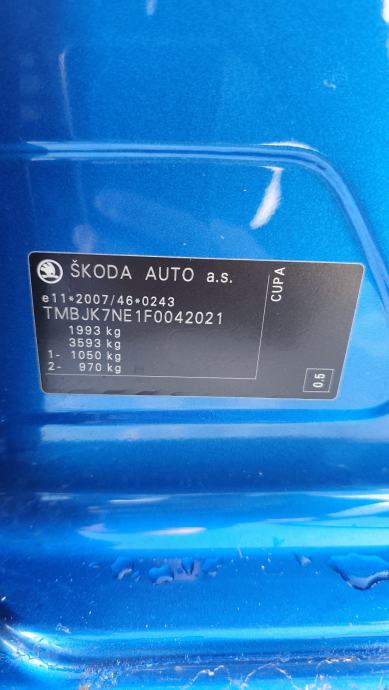 ŠKODA AUTO a.s.
e11*2007/46*0243
TMBJK7NE1F0042021
1993 kg
3593 kg
1- 1050 kg
2- 970 kg
CUPA
0.5